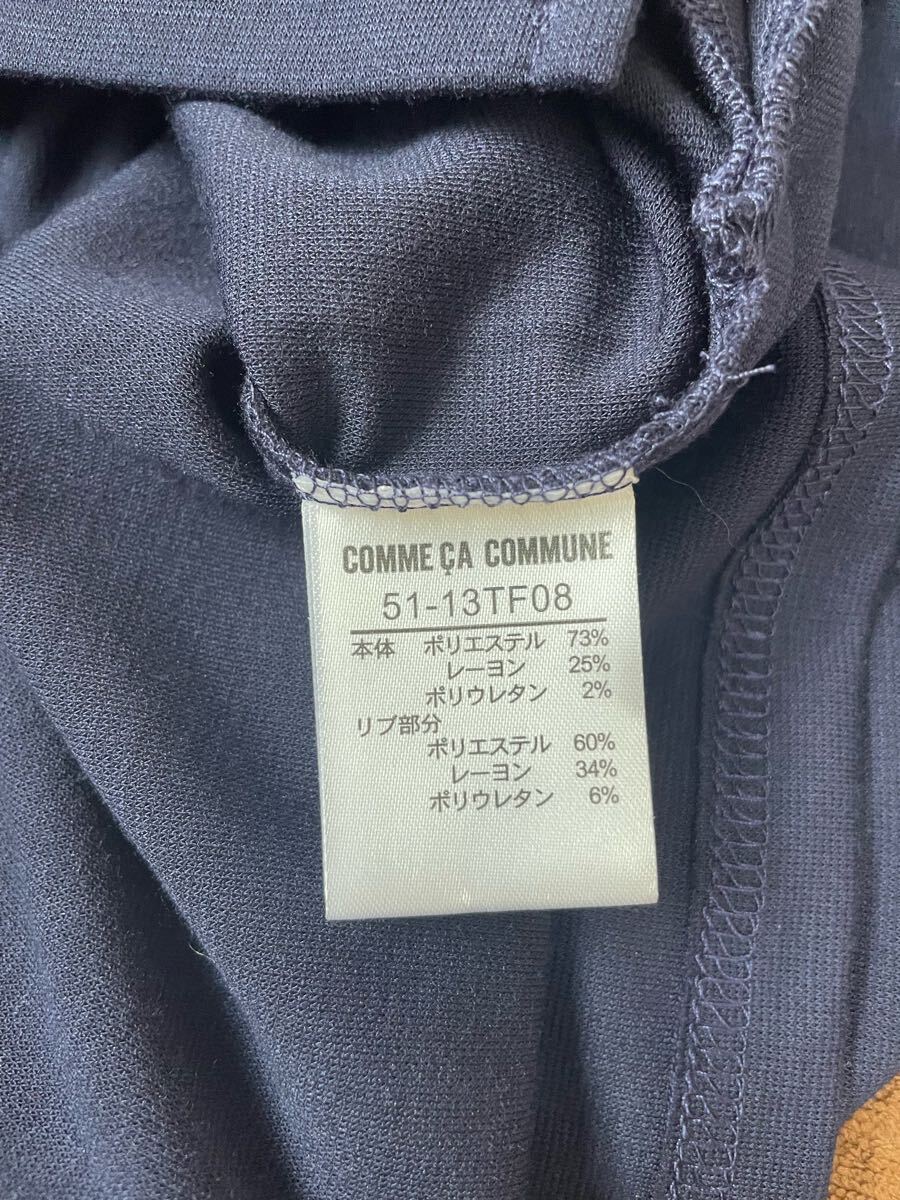 COMME ÇA COMMUNE
51-13TF08
本体 ポリエステル 73%
レーヨン 25%
ポリウレタン 2%
リブ部分
ポリエステル 60%
レーヨン 34%
ポリウレタン 6%